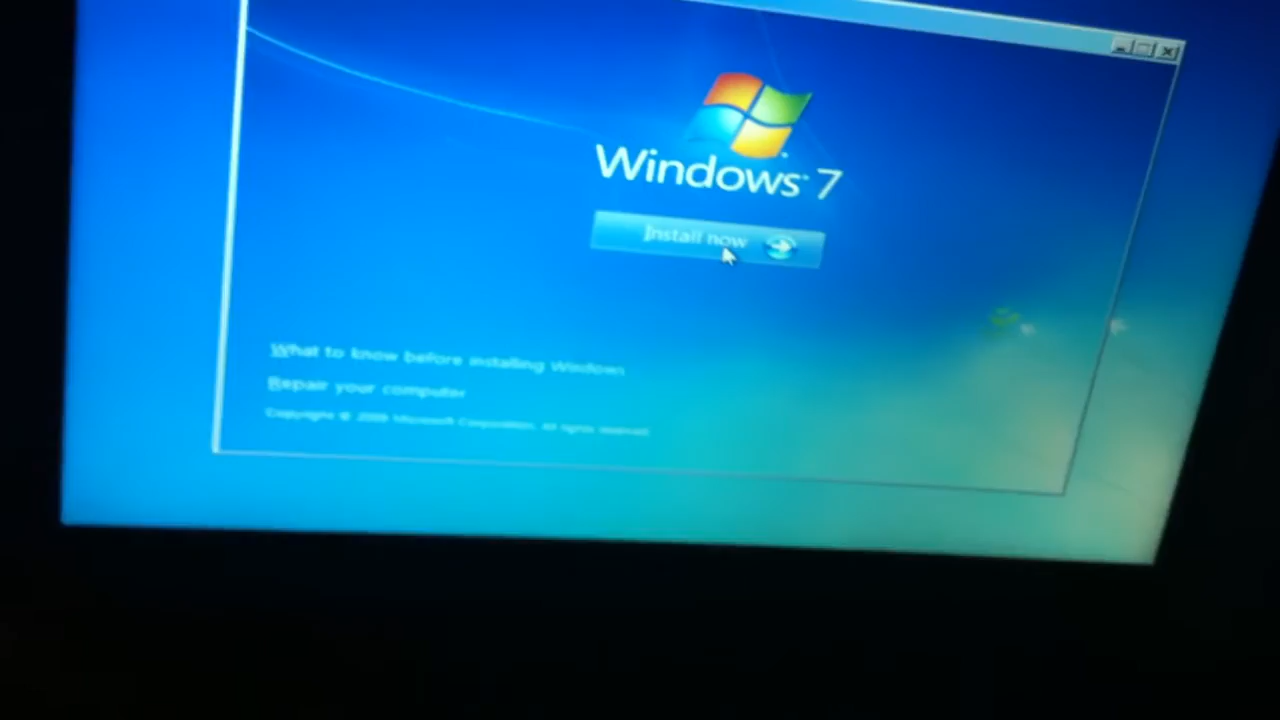 Windows 7
Install now
What to know before installing Windows
Repair your computer
Copyright © 2009 Microsoft Corporation. All rights reserved.